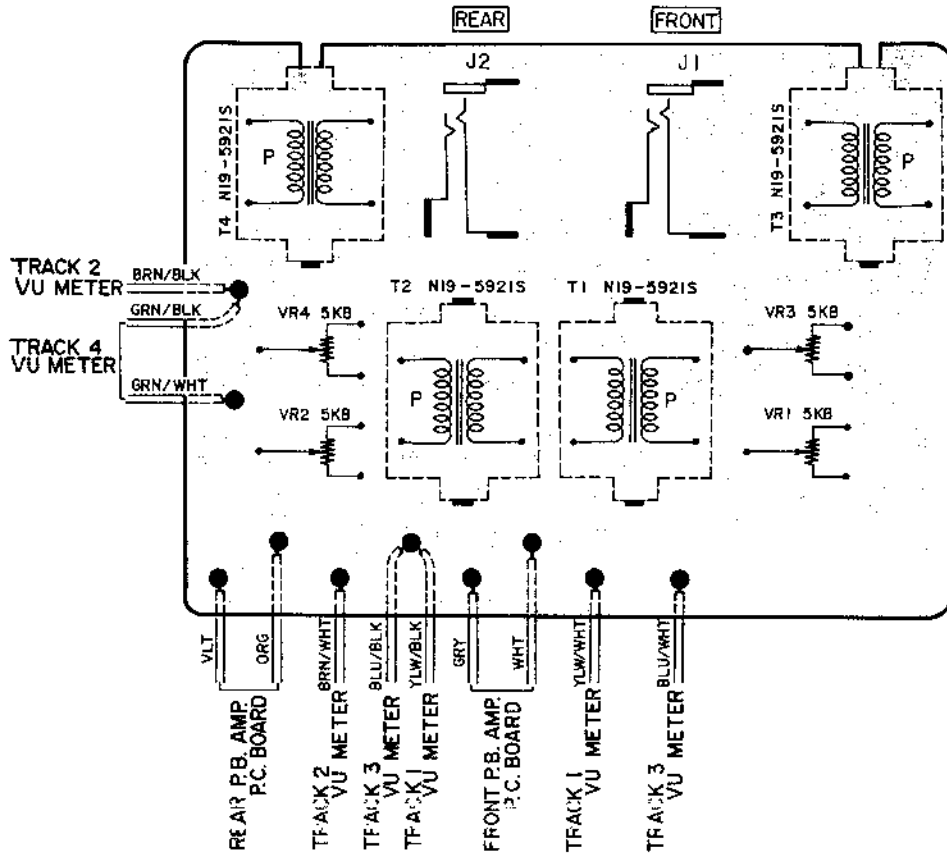 REAR
FRONT
J2
J1
T4 N19-5921S
P
P
T3 N19-5921S
TRACK 2
VU METER
BRN/BLK
GRN/BLK
TRACK 4
VU METER
GRN/WHT
T2 N19-5921S
T1 N19-5921S
VR4 5KB
VR3 5KB
P
P
VR2 5KB
VR1 5KB
VLT
ORG
BRN/WHT
BLU/BLK
YLW/BLK
GRY
WHT
YLW/WHT
BLU/WHT
REAR P.B. AMP.
P.C. BOARD
TRACK 2
VU METER
TRACK 3
VU METER
TRACK 1
VU METER
FRONT P.B. AMP.
P.C. BOARD
TRACK 1
VU METER
TRACK 3
VU METER